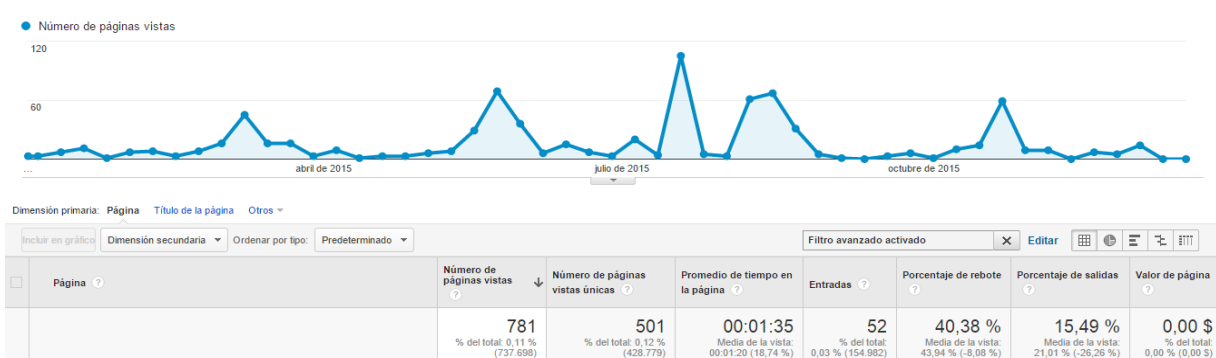 Número de páginas vistas
120
60
...
abril de 2015
julio de 2015
octubre de 2015
Dimensión primaria: Página Título de la página Otros
Incluir en gráfico Dimensión secundaria Ordenar por tipo: Predeterminado Filtro avanzado activado Editar
Página ?
Número de páginas vistas ?
Número de páginas vistas únicas ?
Promedio de tiempo en la página ?
Entradas ?
Porcentaje de rebote ?
Porcentaje de salidas ?
Valor de página ?
781
% del total: 0,11 %
(737.698)
501
% del total: 0,12 %
(428.779)
00:01:35
Media de la vista:
00:01:20 (18,74 %)
52
% del total:
0,03 % (154.982)
40,38 %
Media de la vista:
43,94 % (-8,08 %)
15,49 %
Media de la vista:
21,01 % (-26,26 %)
0,00 $
% del total:
0,00 % (0,00 $)